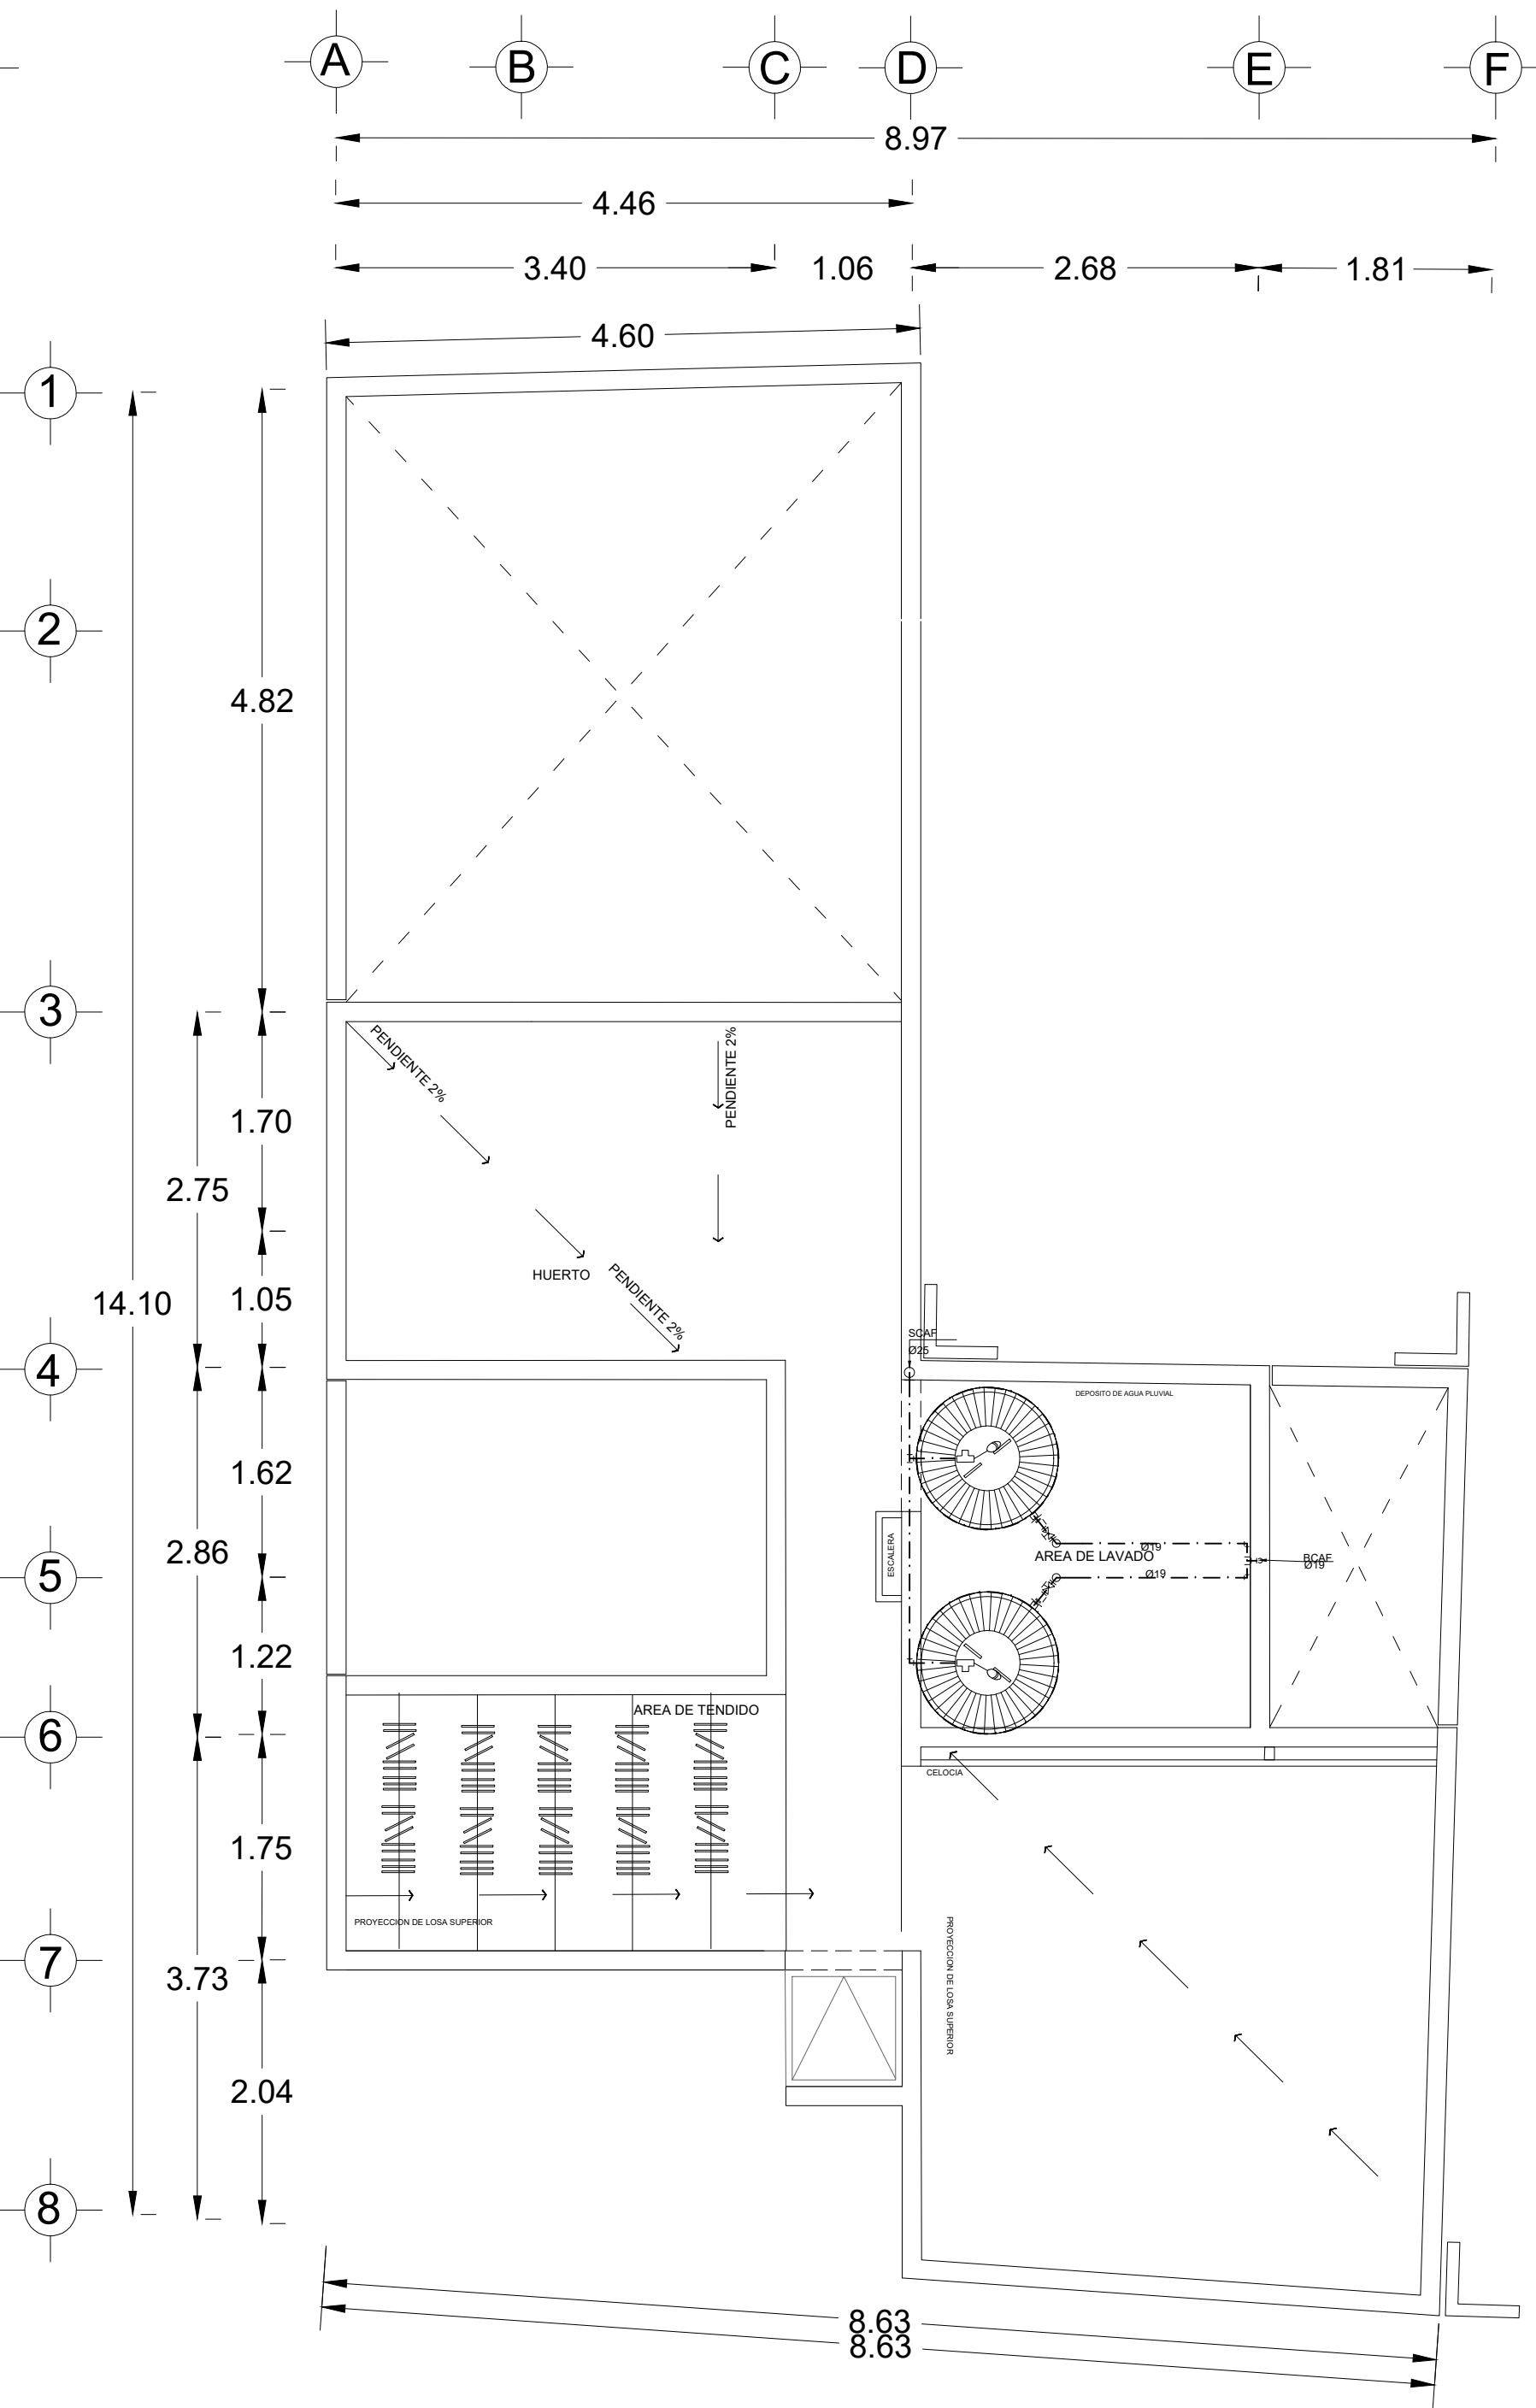 A
B
C
D
E
F
8.97
4.46
3.40
1.06
2.68
1.81
4.60
1
2
4.82
3
PENDIENTE 2%
PENDIENTE 2%
1.70
2.75
HUERTO
PENDIENTE 2%
14.10
1.05
SCAF
Ø25
4
DEPOSITO DE AGUA PLUVIAL
1.62
2.86
ESCALERA
AREA DE LAVADO
Ø19
BCAF
Ø19
Ø19
5
1.22
AREA DE TENDIDO
6
CELOCIA
1.75
PROYECCION DE LOSA SUPERIOR
PROYECCION DE LOSA SUPERIOR
7
3.73
2.04
8
8.63
8.63